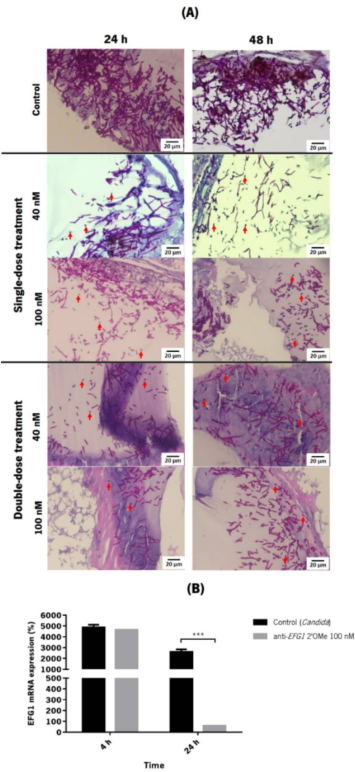 (A)
24 h 48 h
Control
20 µm 20 µm
Single-dose treatment
40 nM
20 µm 20 µm
100 nM
20 µm 20 µm
Double-dose treatment
40 nM
20 µm 20 µm
100 nM
20 µm 20 µm
(B)
EFG1 mRNA expression (%)
6000
5000
4000
3000
2000
1000
500
400
300
200
100
0
***
4 h 24 h
Time
Control (Candida)
anti-EFG1 2'OMe 100 nM